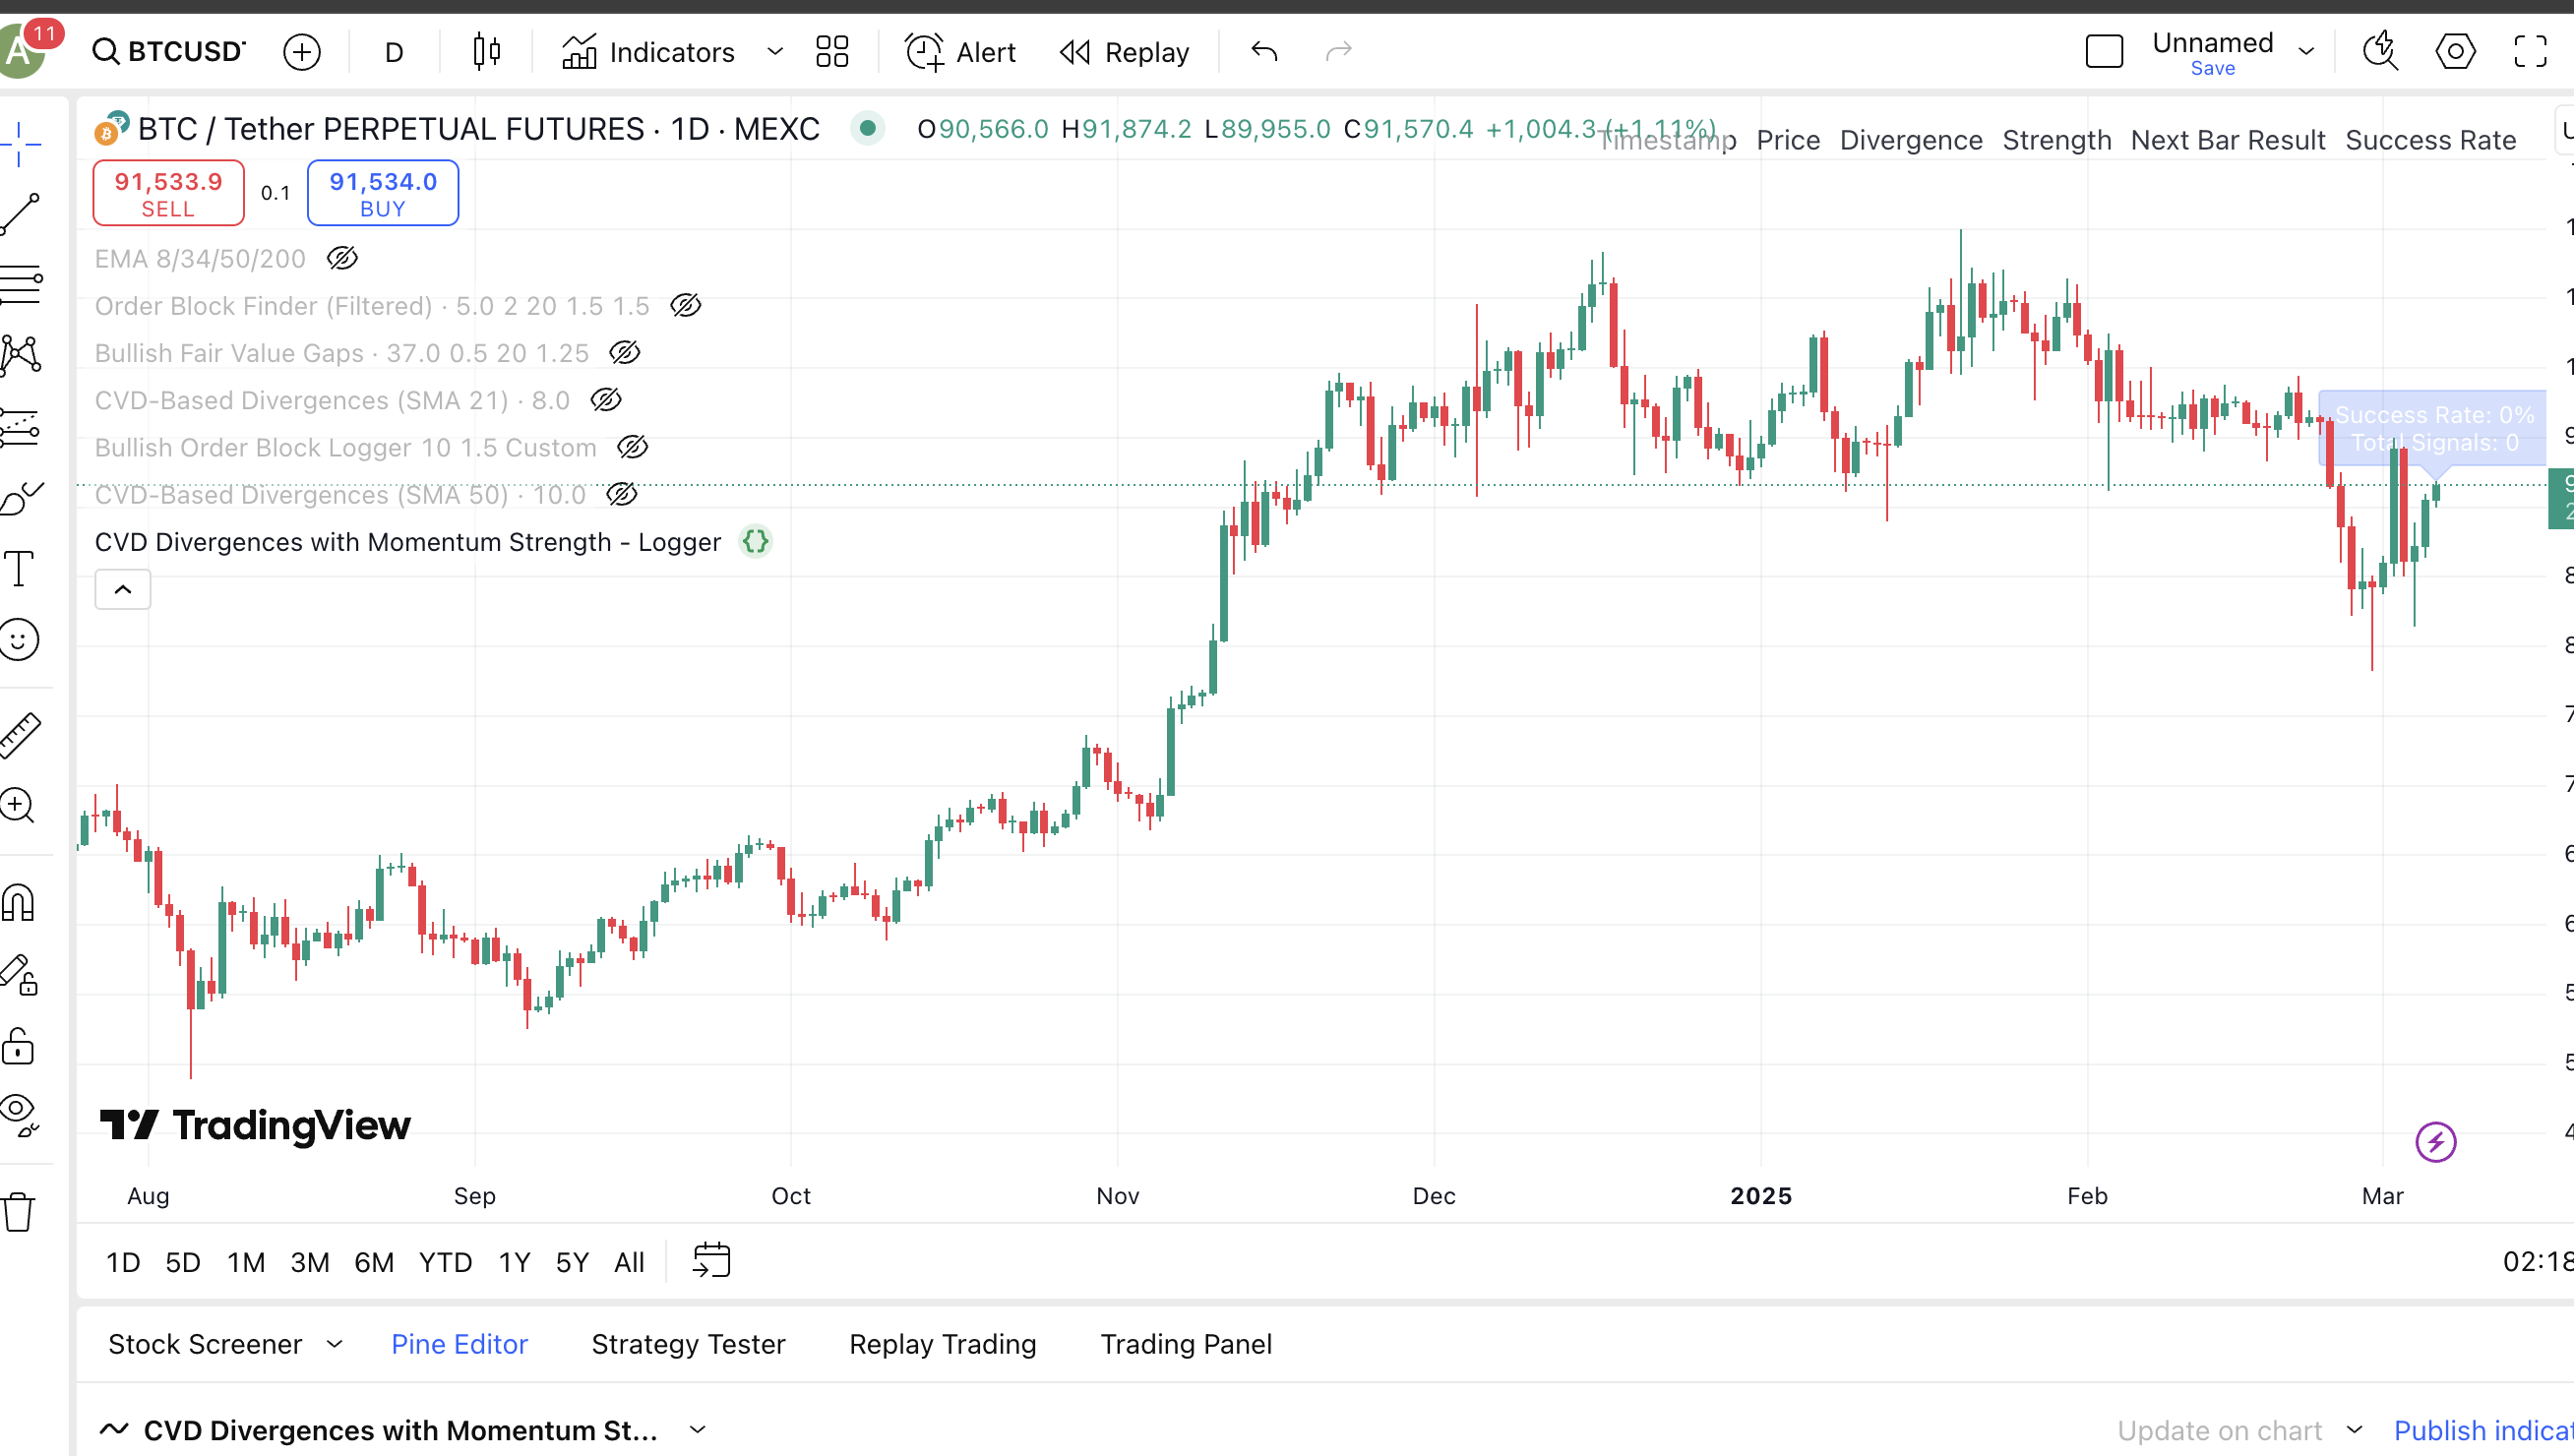 A 11 BTCUSDT D Indicators Alert Replay Unnamed
Save
BTC / Tether PERPETUAL FUTURES · 1D · MEXC O90,566.0 H91,874.2 L89,955.0 C91,570.4 +1,004.3 (+1.11%)
Timestamp Price Divergence Strength Next Bar Result Success Rate
91,533.9 0.1 91,534.0
SELL BUY
EMA 8/34/50/200
Order Block Finder (Filtered) · 5.0 2 20 1.5 1.5
Bullish Fair Value Gaps · 37.0 0.5 20 1.25
CVD-Based Divergences (SMA 21) · 8.0
Bullish Order Block Logger 10 1.5 Custom
CVD-Based Divergences (SMA 50) · 10.0
CVD Divergences with Momentum Strength - Logger {}
Success Rate: 0%
Total Signals: 0
TradingView
Aug Sep Oct Nov Dec 2025 Feb Mar
1D 5D 1M 3M 6M YTD 1Y 5Y All 02:18
Stock Screener Pine Editor Strategy Tester Replay Trading Trading Panel
CVD Divergences with Momentum St... Update on chart Publish indicat